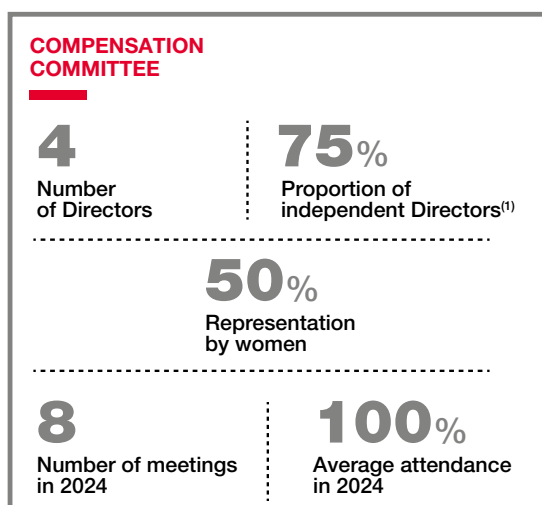 COMPENSATION
COMMITTEE
4
Number
of Directors
75%
Proportion of
independent Directors(1)
50%
Representation
by women
8
Number of meetings
in 2024
100%
Average attendance
in 2024